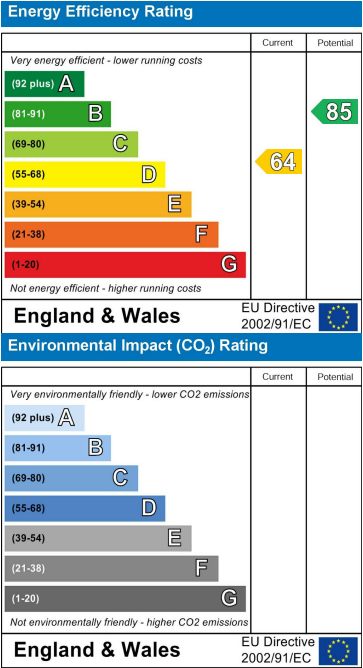 Energy Efficiency Rating
Current Potential
Very energy efficient - lower running costs
(92 plus) A
(81-91) B
85
(69-80) C
64
(55-68) D
(39-54) E
(21-38) F
(1-20) G
Not energy efficient - higher running costs
England & Wales
EU Directive
2002/91/EC
Environmental Impact (CO2) Rating
Current Potential
Very environmentally friendly - lower CO2 emissions
(92 plus) A
(81-91) B
(69-80) C
(55-68) D
(39-54) E
(21-38) F
(1-20) G
Not environmentally friendly - higher CO2 emissions
England & Wales
EU Directive
2002/91/EC